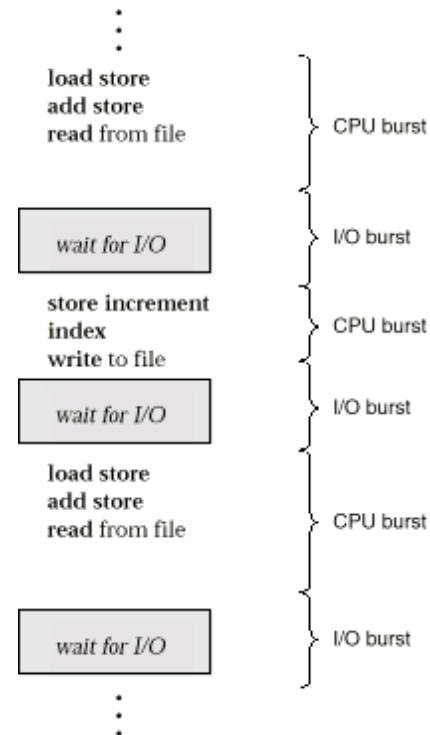 load store
add store
read from file
CPU burst
wait for I/O
I/O burst
store increment
index
write to file
CPU burst
wait for I/O
I/O burst
load store
add store
read from file
CPU burst
wait for I/O
I/O burst